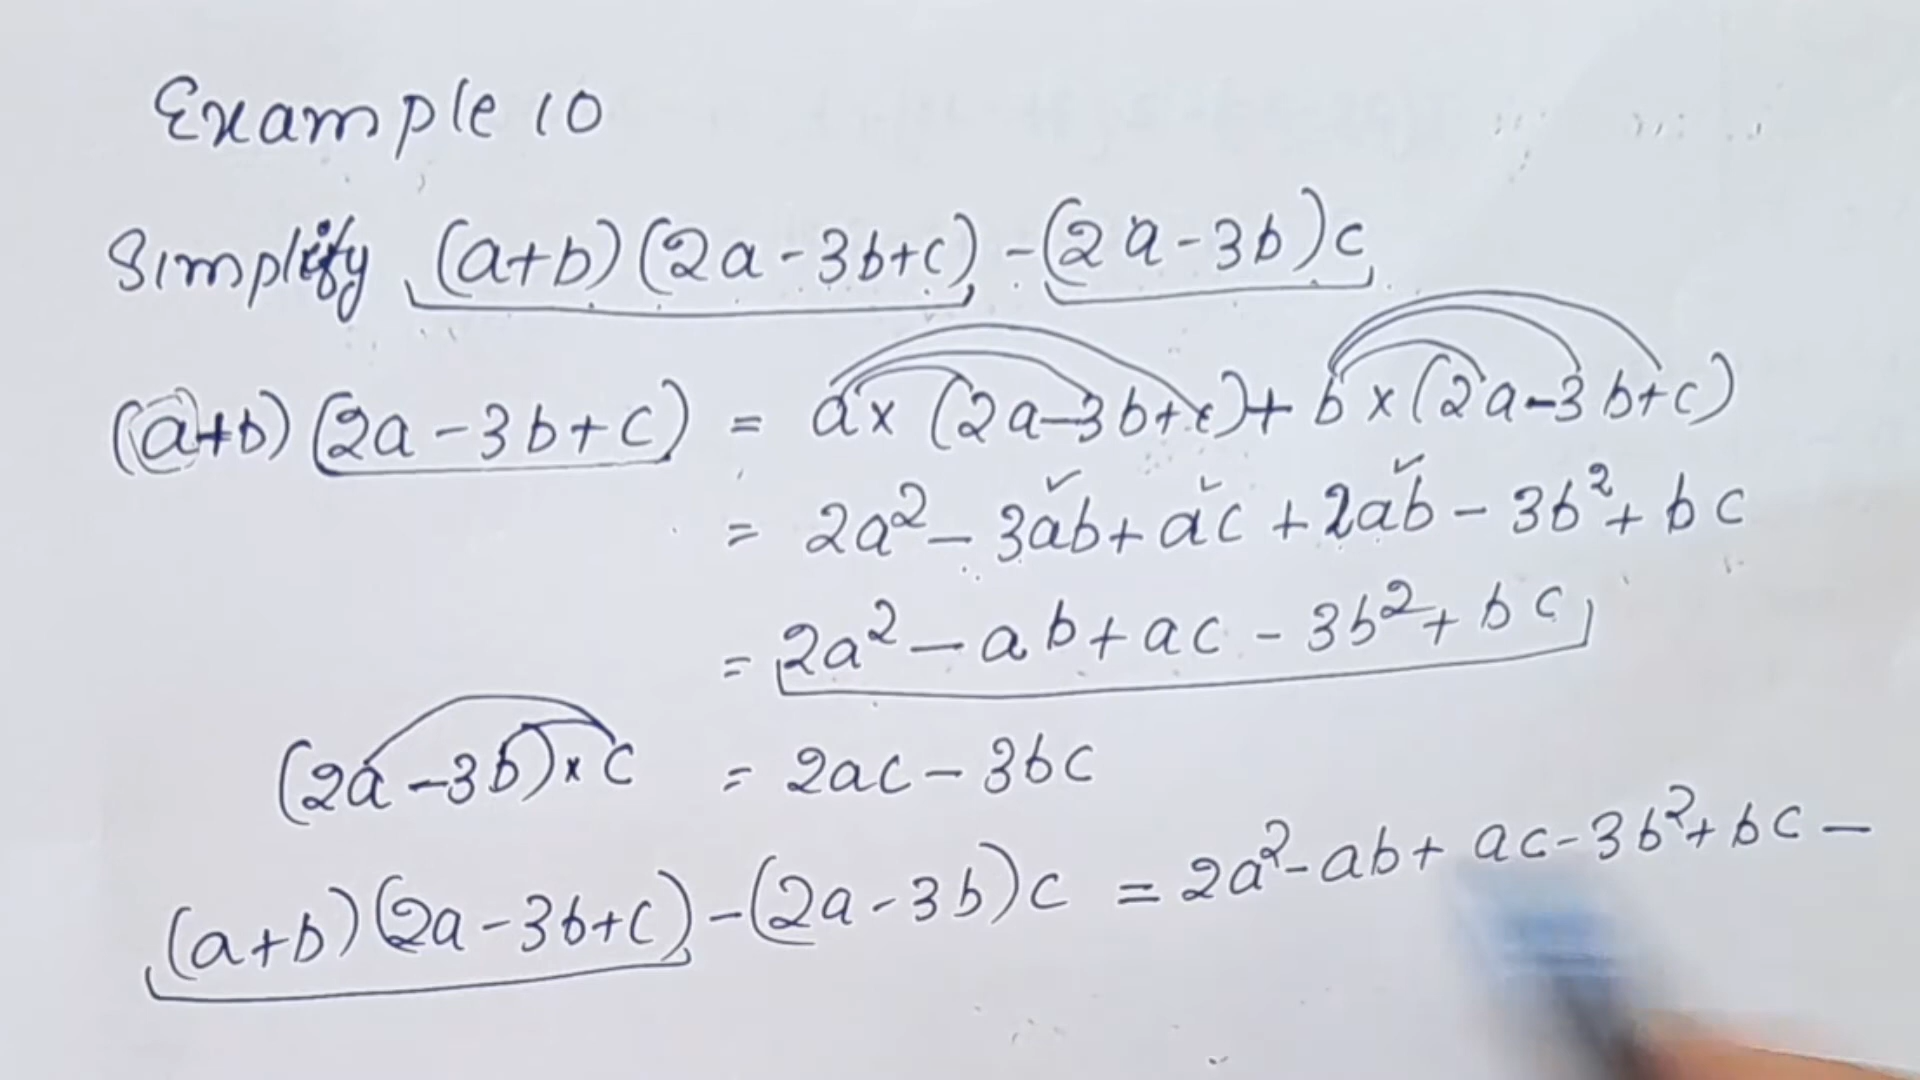 Example 10
Simplify (a+b)(2a-3b+c)-(2a-3b)c
(a+b)(2a-3b+c) = a×(2a-3b+c)+b×(2a-3b+c)
= 2a²-3ab+ac+2ab-3b²+bc
= 2a²-ab+ac-3b²+bc
(2a-3b)×c = 2ac-3bc
(a+b)(2a-3b+c)-(2a-3b)c = 2a²-ab+ac-3b²+bc-